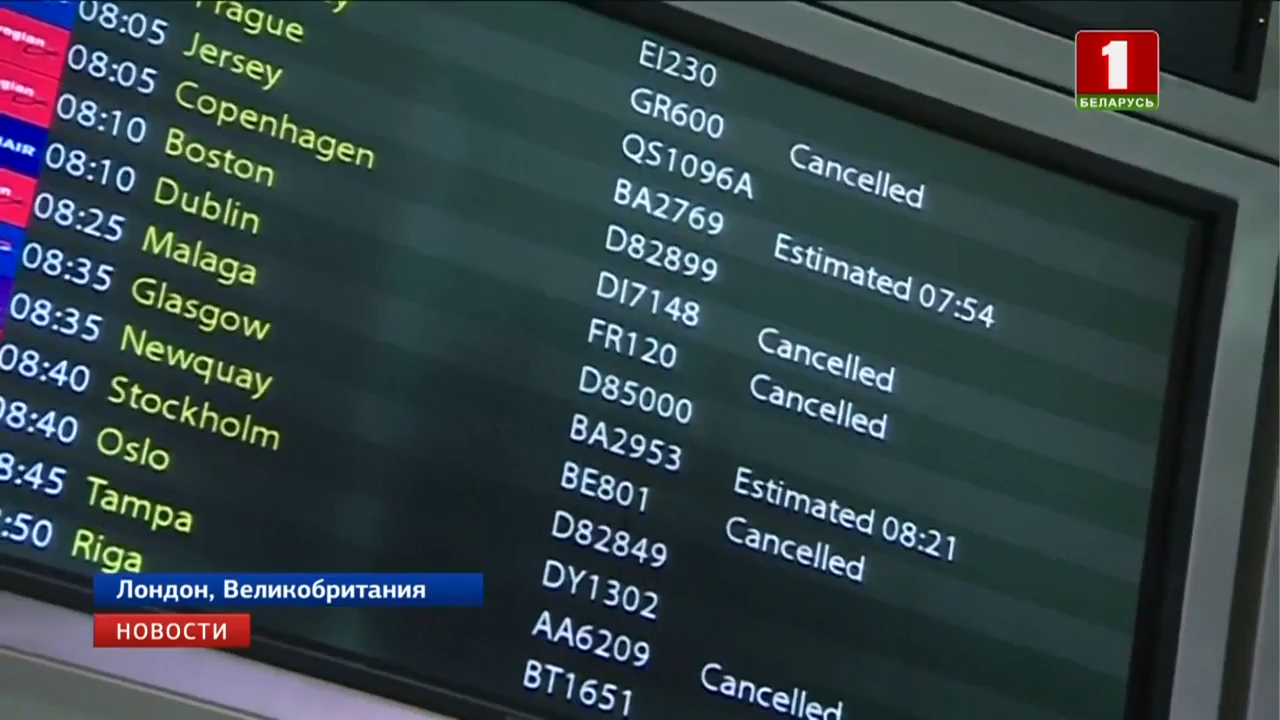 1
БЕЛАРУСЬ
EI230
GR600 Cancelled
Prague QS1096A
08:05 Jersey BA2769 Estimated 07:54
08:05 Copenhagen D82899
08:10 Boston DI7148 Cancelled
08:10 Dublin FR120 Cancelled
08:25 Malaga D85000
08:35 Glasgow BA2953 Estimated 08:21
08:35 Newquay BE801 Cancelled
08:40 Stockholm D82849
08:40 Oslo DY1302
8:45 Tampa AA6209 Cancelled
:50 Riga BT1651
Лондон, Великобритания
НОВОСТИ